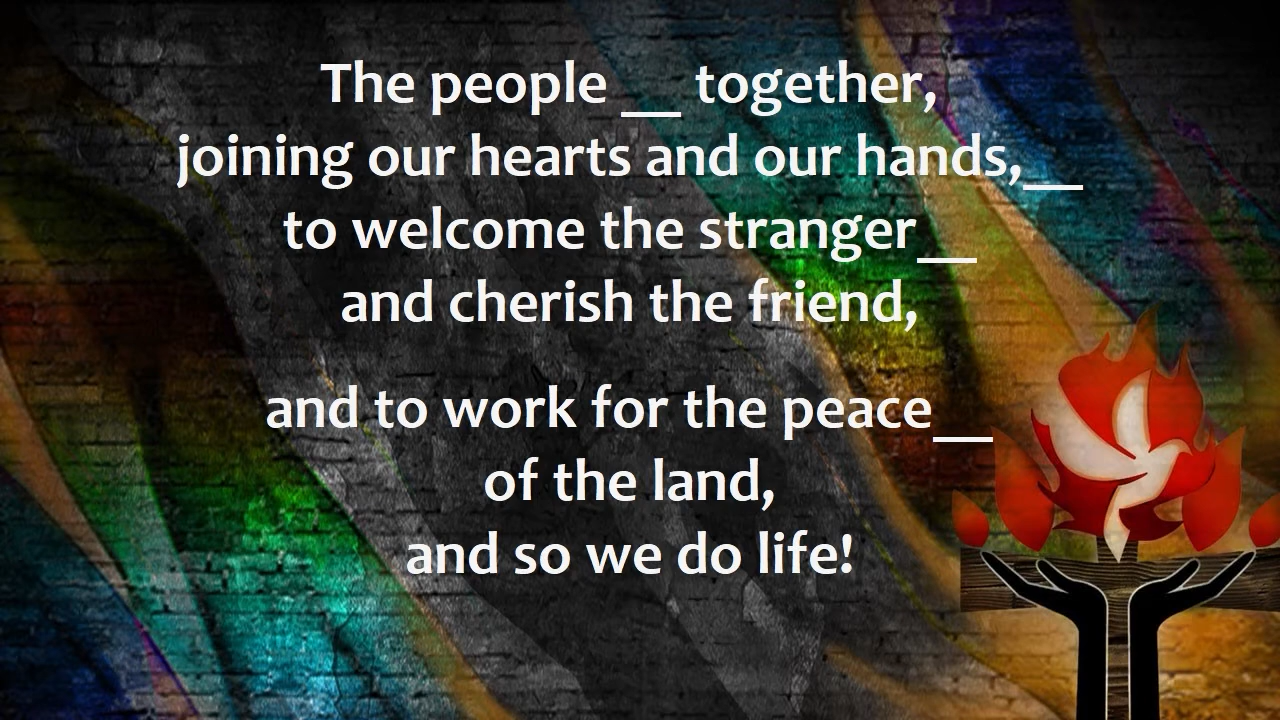 The people __ together,
joining our hearts and our hands,__
to welcome the stranger__
and cherish the friend,
and to work for the peace__
of the land,
and so we do life!